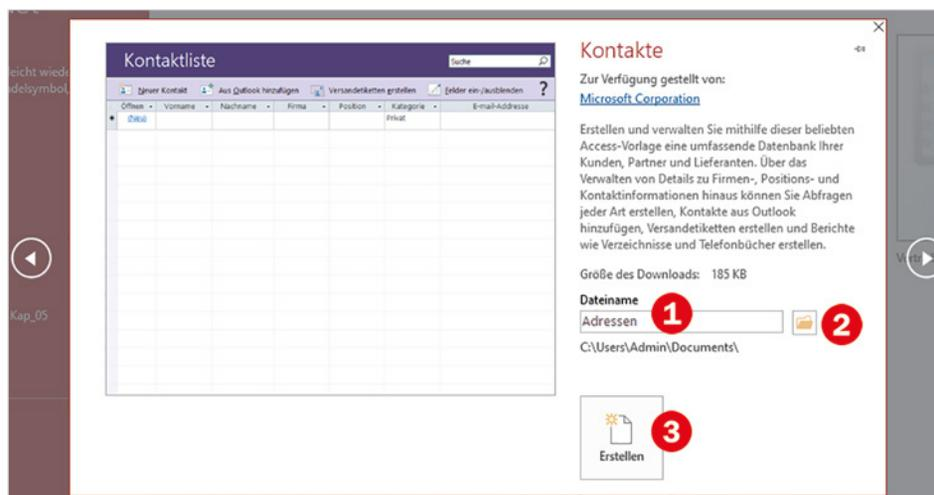 leicht wiede
delsymbol,
Kap_05
Kontaktliste
Suche
Neuer Kontakt Aus Outlook hinzufügen Versandetiketten erstellen Felder ein-/ausblenden ?
Öffnen Vorname Nachname Firma Position Kategorie E-mail-Addresse
(Neu) Privat
Kontakte
Zur Verfügung gestellt von:
Microsoft Corporation
Erstellen und verwalten Sie mithilfe dieser beliebten
Access-Vorlage eine umfassende Datenbank Ihrer
Kunden, Partner und Lieferanten. Über das
Verwalten von Details zu Firmen-, Positions- und
Kontaktinformationen hinaus können Sie Abfragen
jeder Art erstellen, Kontakte aus Outlook
hinzufügen, Versandetiketten erstellen und Berichte
wie Verzeichnisse und Telefonbücher erstellen.
Größe des Downloads: 185 KB
Dateiname
Adressen 1
2
C:\Users\Admin\Documents\
3
Erstellen